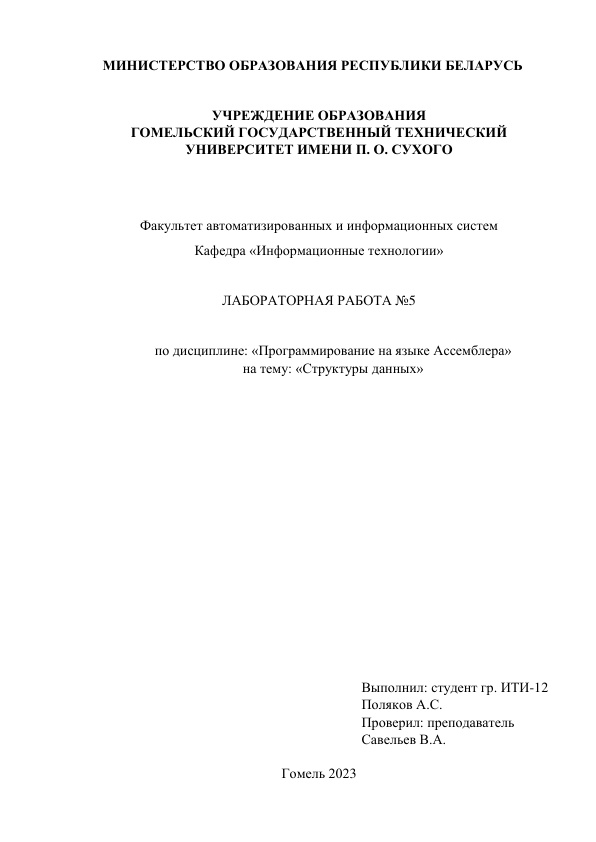 МИНИСТЕРСТВО ОБРАЗОВАНИЯ РЕСПУБЛИКИ БЕЛАРУСЬ
УЧРЕЖДЕНИЕ ОБРАЗОВАНИЯ
ГОМЕЛЬСКИЙ ГОСУДАРСТВЕННЫЙ ТЕХНИЧЕСКИЙ
УНИВЕРСИТЕТ ИМЕНИ П. О. СУХОГО
Факультет автоматизированных и информационных систем
Кафедра «Информационные технологии»
ЛАБОРАТОРНАЯ РАБОТА №5
по дисциплине: «Программирование на языке Ассемблера»
на тему: «Структуры данных»
Выполнил: студент гр. ИТИ-12
Поляков А.С.
Проверил: преподаватель
Савельев В.А.
Гомель 2023